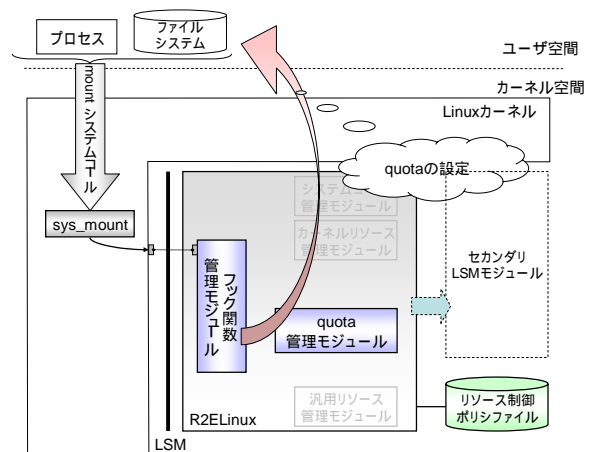 プロセス
ファイル
システム
ユーザ空間
カーネル空間
Linuxカーネル
mount システムコール
quotaの設定
システムコール
管理モジュール
sys_mount
カーネルリソース
管理モジュール
セカンダリ
LSMモジュール
フック関数
管理モジュール
quota
管理モジュール
汎用リソース
管理モジュール
リソース制御
ポリシファイル
R2ELinux
LSM